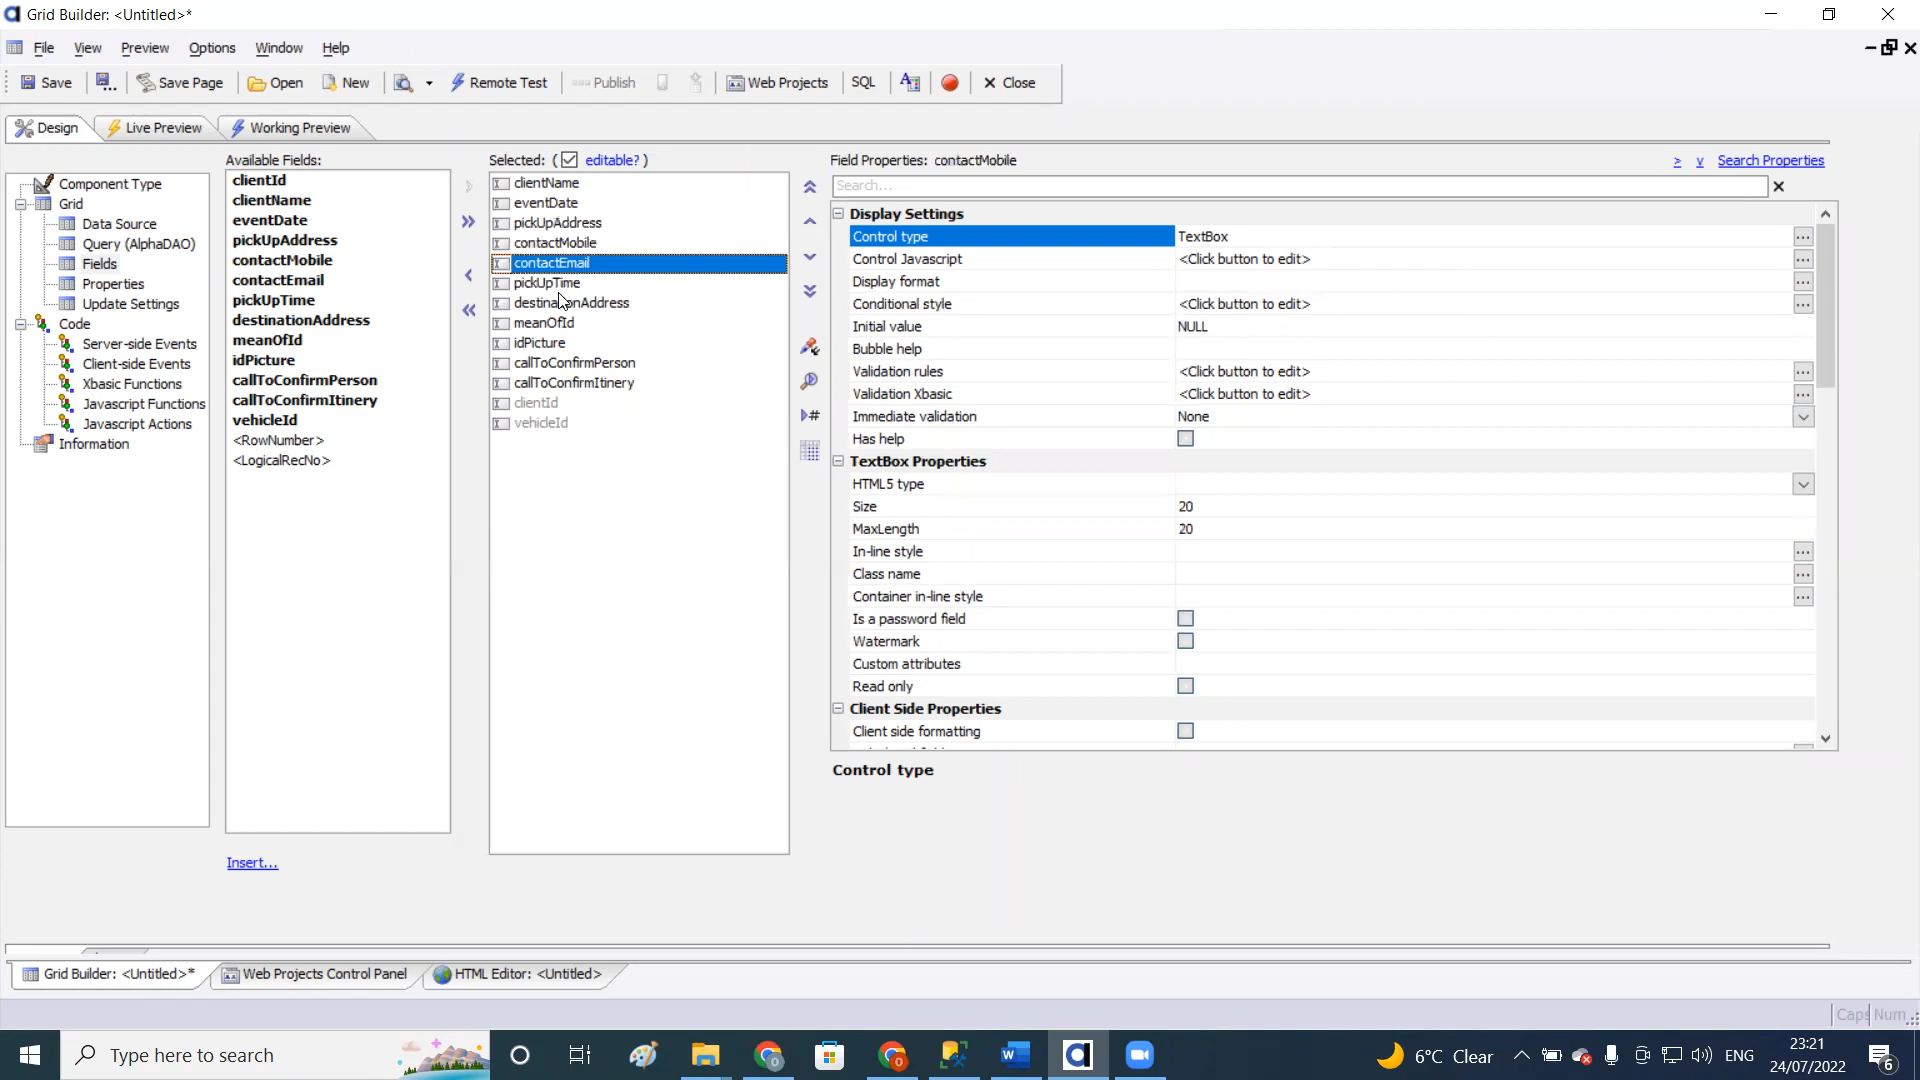 Grid Builder: <Untitled>*
File View Preview Options Window Help
Save Save Page Open New Remote Test Publish Web Projects SQL Close
Design Live Preview Working Preview
Component Type
Grid
Data Source
Query (AlphaDAO)
Fields
Properties
Update Settings
Code
Server-side Events
Client-side Events
Xbasic Functions
Javascript Functions
Javascript Actions
Information
Available Fields:
clientId
clientName
eventDate
pickUpAddress
contactMobile
contactEmail
pickUpTime
destinationAddress
meanOfId
idPicture
callToConfirmPerson
callToConfirmItinery
vehicleId
<RowNumber>
<LogicalRecNo>
Insert...
Selected: ( editable? )
clientName
eventDate
pickUpAddress
contactMobile
contactEmail
pickUpTime
destinationAddress
meanOfId
idPicture
callToConfirmPerson
callToConfirmItinery
clientId
vehicleId
Field Properties: contactMobile
> v Search Properties
Search...
Display Settings
Control type TextBox
Control Javascript <Click button to edit>
Display format
Conditional style <Click button to edit>
Initial value NULL
Bubble help
Validation rules <Click button to edit>
Validation Xbasic <Click button to edit>
Immediate validation None
Has help
TextBox Properties
HTML5 type
Size 20
MaxLength 20
In-line style
Class name
Container in-line style
Is a password field
Watermark
Custom attributes
Read only
Client Side Properties
Client side formatting
Control type
Grid Builder: <Untitled>* Web Projects Control Panel HTML Editor: <Untitled>
Caps Num
Type here to search
6°C Clear
ENG
23:21
24/07/2022
6